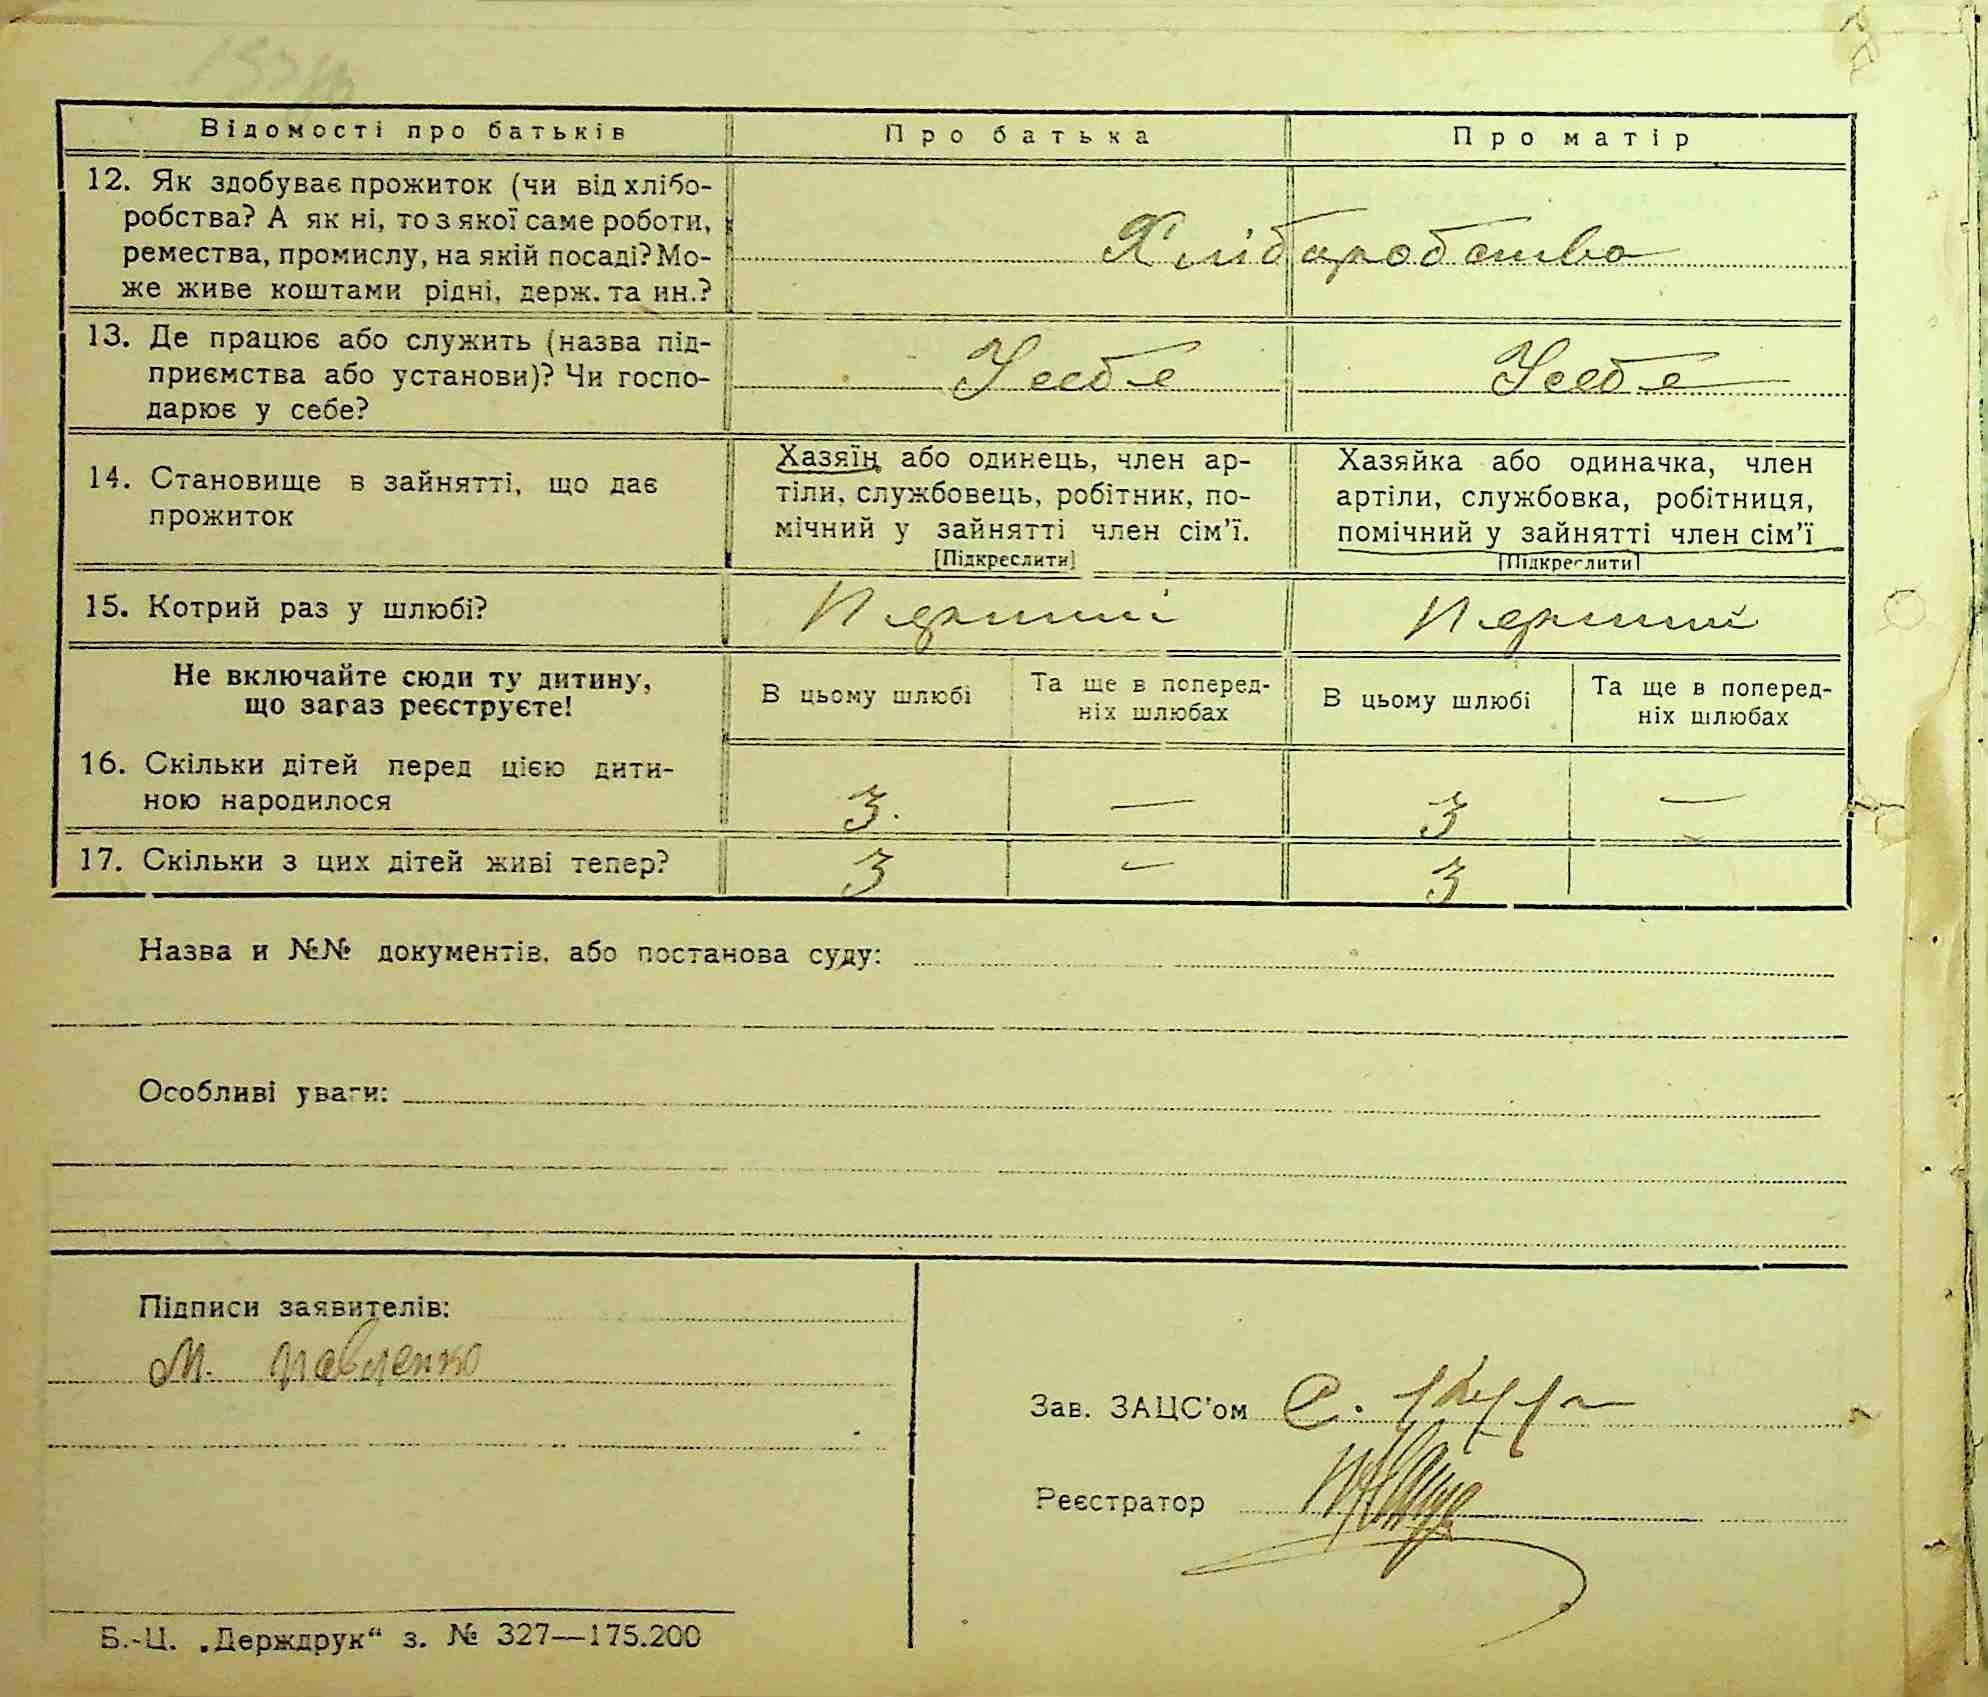 Відомості про батьків
Про батька
Про матір
12. Як здобуває прожиток (чи від хлібо-
робства? А як ні, то з якої саме роботи,
ремества, промислу, на якій посаді? Мо-
же живе коштами рідні, держ. та ин.?
Хліборобство
13. Де працює або служить (назва під-
приємства або установи)? Чи госпо-
дарює у себе?
У себе
У себе
14. Становище в зайнятті, що дає
прожиток
Хазяїн або одинець, член ар-
тіли, службовець, робітник, по-
мічний у зайнятті член сім'ї.
[Підкреслити]
Хазяйка або одиначка, член
артіли, службовка, робітниця,
помічний у зайнятті член сім'ї
[Підкреслити]
15. Котрий раз у шлюбі?
Перший
Перший
Не включайте сюди ту дитину,
що зараз реєструєте!
В цьому шлюбі
Та ще в поперед-
ніх шлюбах
В цьому шлюбі
Та ще в поперед-
ніх шлюбах
16. Скільки дітей перед цією дити-
ною народилося
3. — 3 —
17. Скільки з цих дітей живі тепер?
3 — 3
Назва и №№ документів, або постанова суду:
Особливі уваги:
Підписи заявителів:
М. Павленко
Зав. ЗАЦС'ом
Реєстратор
Б.-Ц. „Держдрук“ з. № 327—175.200